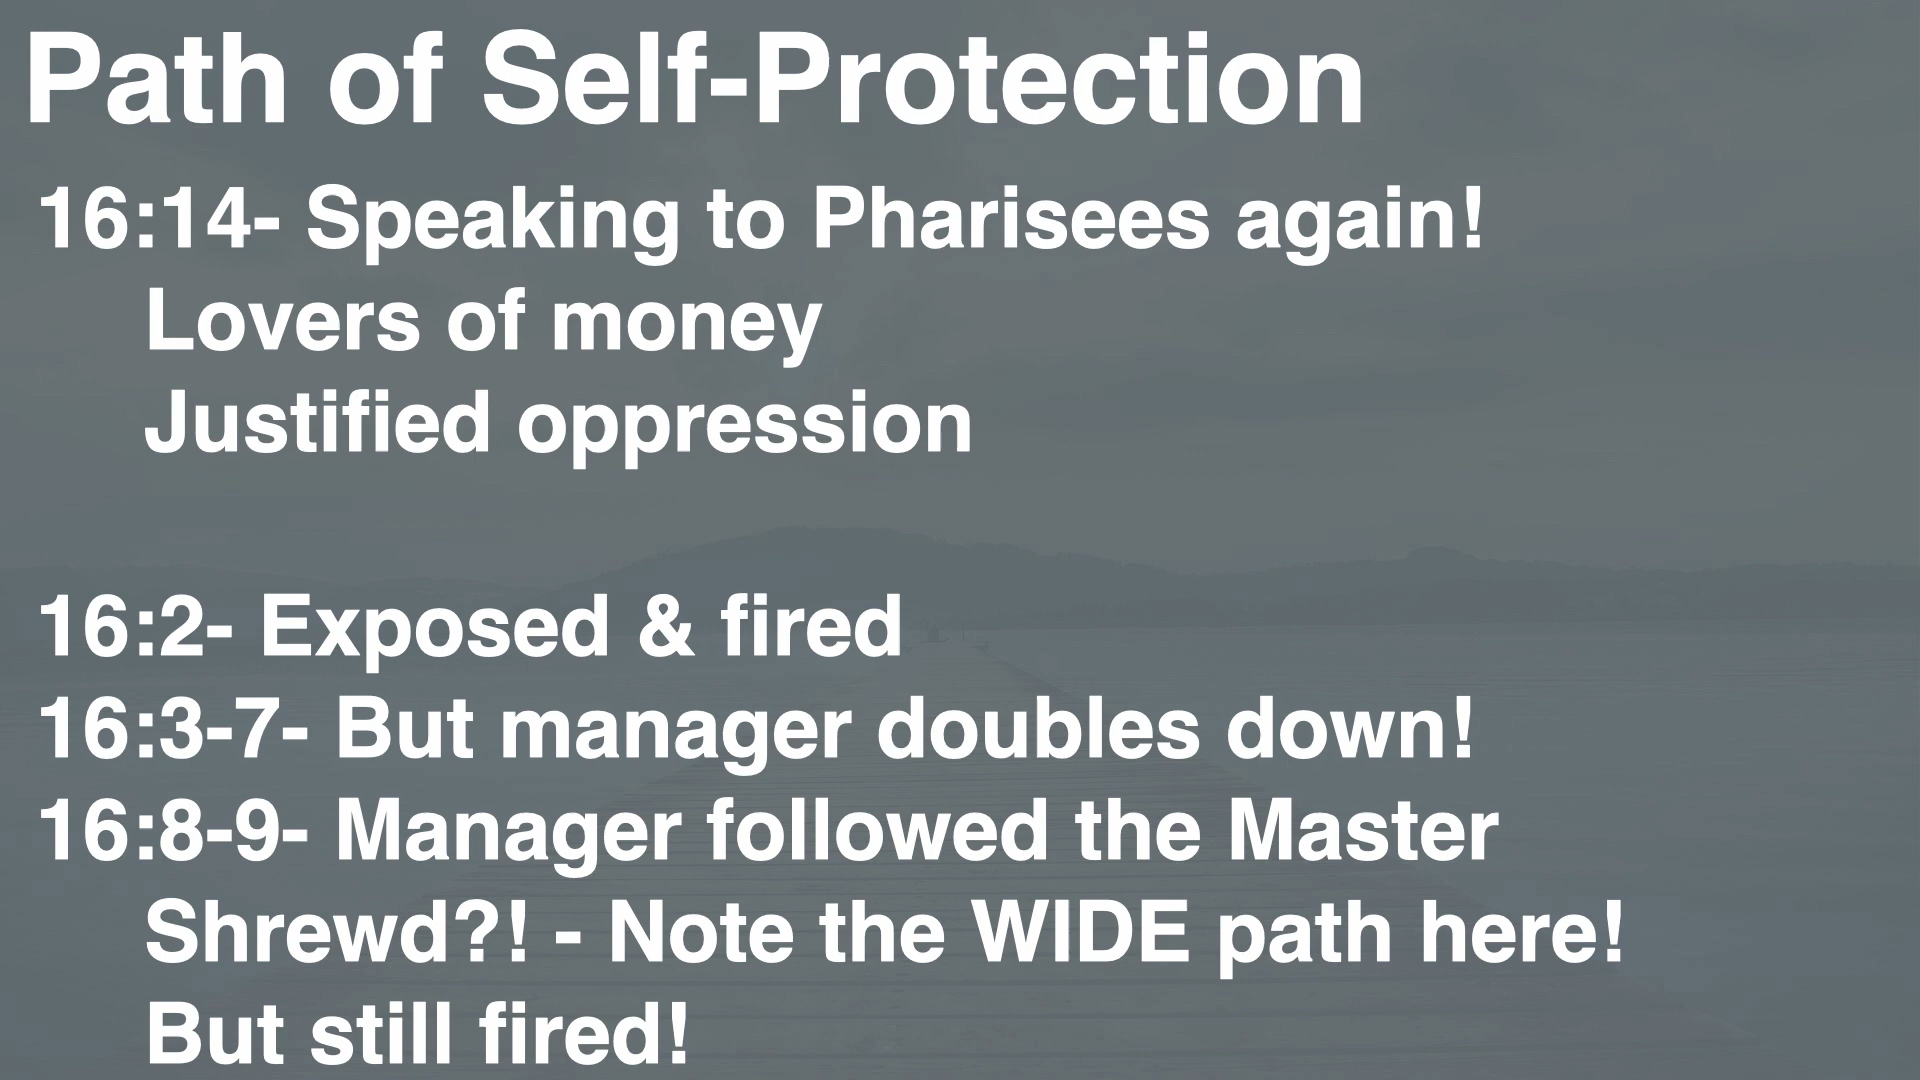 Path of Self-Protection
16:14- Speaking to Pharisees again!
Lovers of money
Justified oppression
16:2- Exposed & fired
16:3-7- But manager doubles down!
16:8-9- Manager followed the Master
Shrewd?! - Note the WIDE path here!
But still fired!